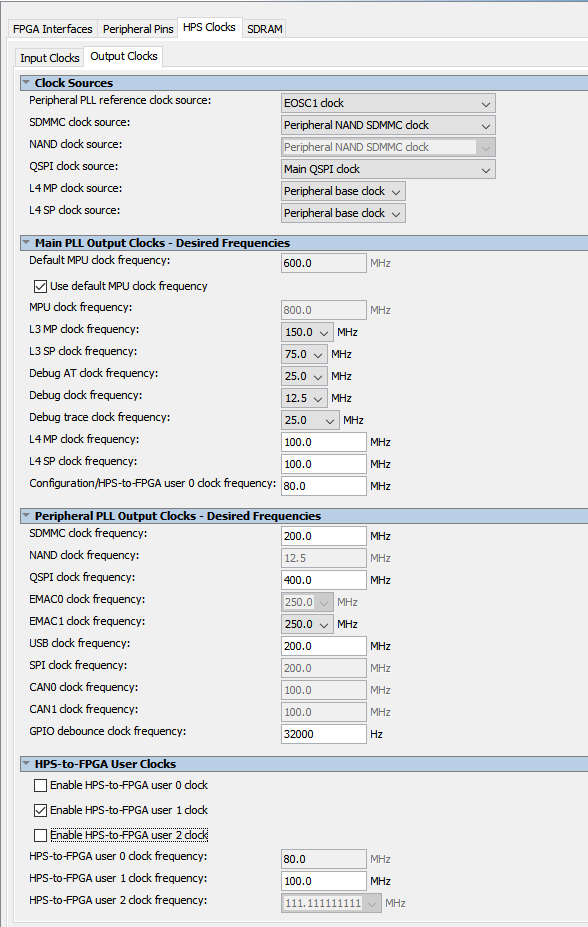 FPGA Interfaces Peripheral Pins HPS Clocks SDRAM
Input Clocks Output Clocks
Clock Sources
Peripheral PLL reference clock source: EOSC1 clock
SDMMC clock source: Peripheral NAND SDMMC clock
NAND clock source: Peripheral NAND SDMMC clock
QSPI clock source: Main QSPI clock
L4 MP clock source: Peripheral base clock
L4 SP clock source: Peripheral base clock
Main PLL Output Clocks - Desired Frequencies
Default MPU clock frequency: 600.0 MHz
Use default MPU clock frequency
MPU clock frequency: 800.0 MHz
L3 MP clock frequency: 150.0 MHz
L3 SP clock frequency: 75.0 MHz
Debug AT clock frequency: 25.0 MHz
Debug clock frequency: 12.5 MHz
Debug trace clock frequency: 25.0 MHz
L4 MP clock frequency: 100.0 MHz
L4 SP clock frequency: 100.0 MHz
Configuration/HPS-to-FPGA user 0 clock frequency: 80.0 MHz
Peripheral PLL Output Clocks - Desired Frequencies
SDMMC clock frequency: 200.0 MHz
NAND clock frequency: 12.5 MHz
QSPI clock frequency: 400.0 MHz
EMAC0 clock frequency: 250.0 MHz
EMAC1 clock frequency: 250.0 MHz
USB clock frequency: 200.0 MHz
SPI clock frequency: 200.0 MHz
CAN0 clock frequency: 100.0 MHz
CAN1 clock frequency: 100.0 MHz
GPIO debounce clock frequency: 32000 Hz
HPS-to-FPGA User Clocks
Enable HPS-to-FPGA user 0 clock
Enable HPS-to-FPGA user 1 clock
Enable HPS-to-FPGA user 2 clock
HPS-to-FPGA user 0 clock frequency: 80.0 MHz
HPS-to-FPGA user 1 clock frequency: 100.0 MHz
HPS-to-FPGA user 2 clock frequency: 111.111111111 MHz